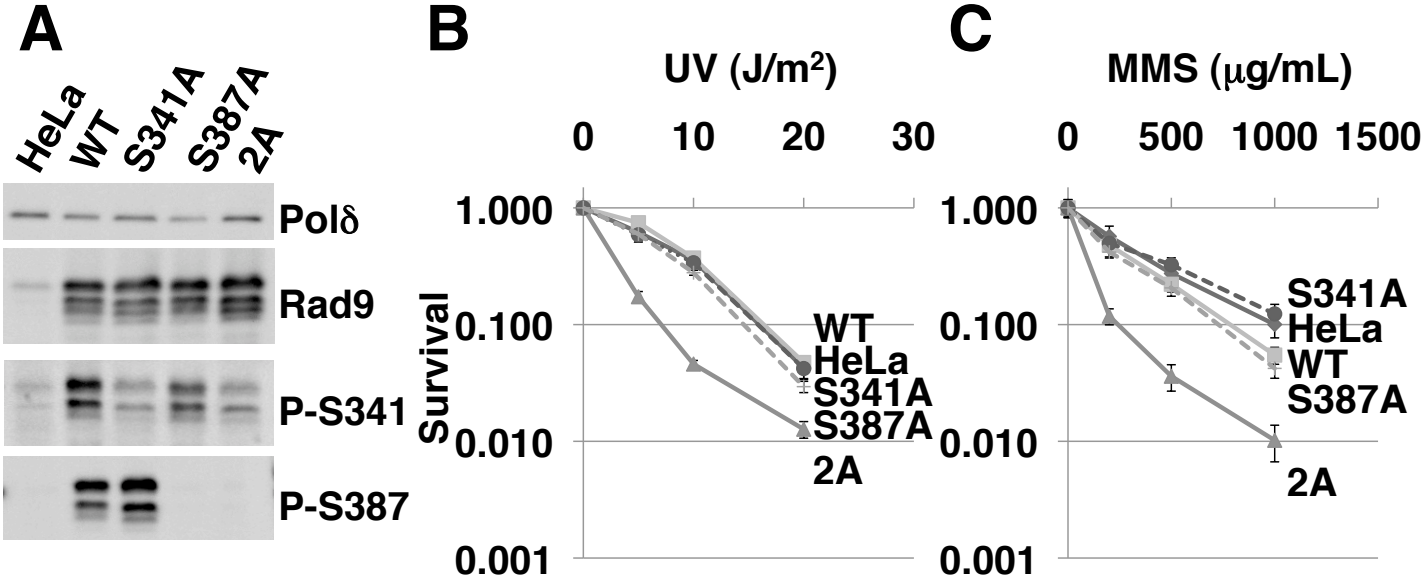 A
HeLa
WT
S341A
S387A
2A
Polδ
Rad9
P-S341
P-S387
B
UV (J/m²)
0 10 20 30
1.000
0.100
0.010
0.001
Survival
WT
HeLa
S341A
S387A
2A
C
MMS (μg/mL)
0 500 1000 1500
1.000
0.100
0.010
0.001
S341A
HeLa
WT
S387A
2A